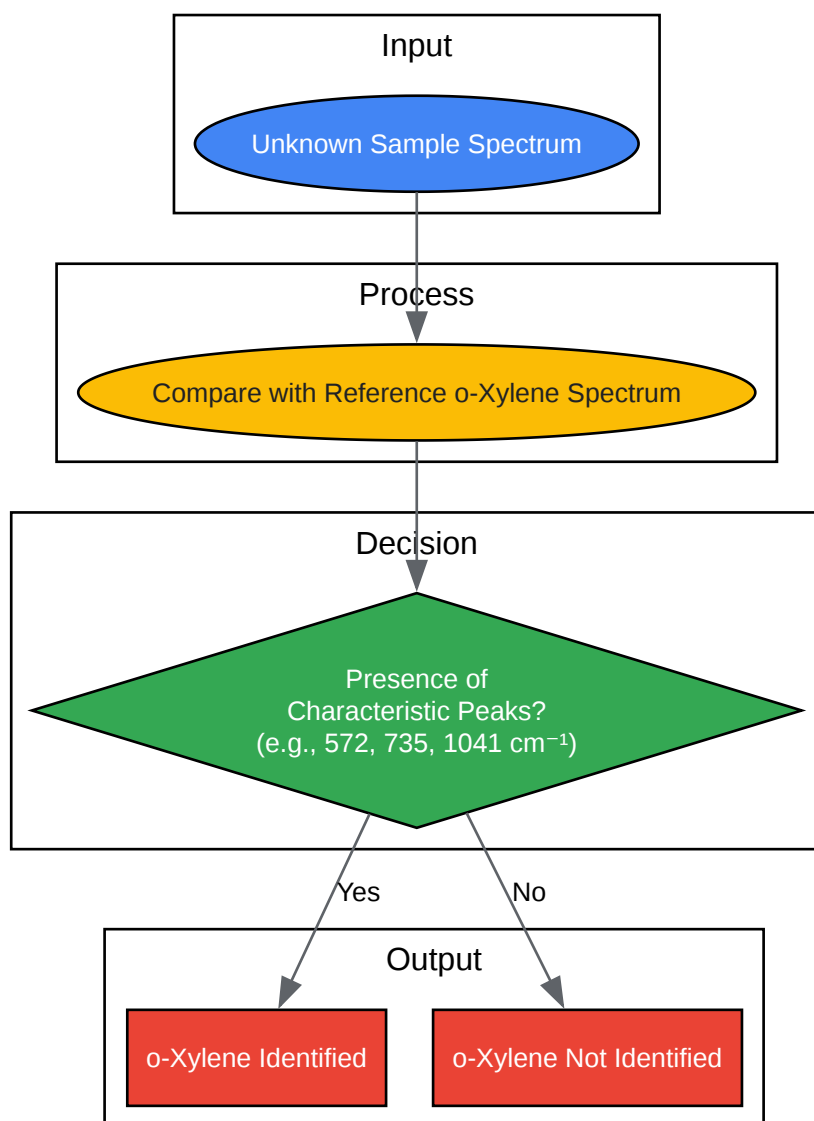 Input
Unknown Sample Spectrum
Process
Compare with Reference o-Xylene Spectrum
Decision
Presence of
Characteristic Peaks?
(e.g., 572, 735, 1041 cm⁻¹)
Yes
No
Output
o-Xylene Identified
o-Xylene Not Identified